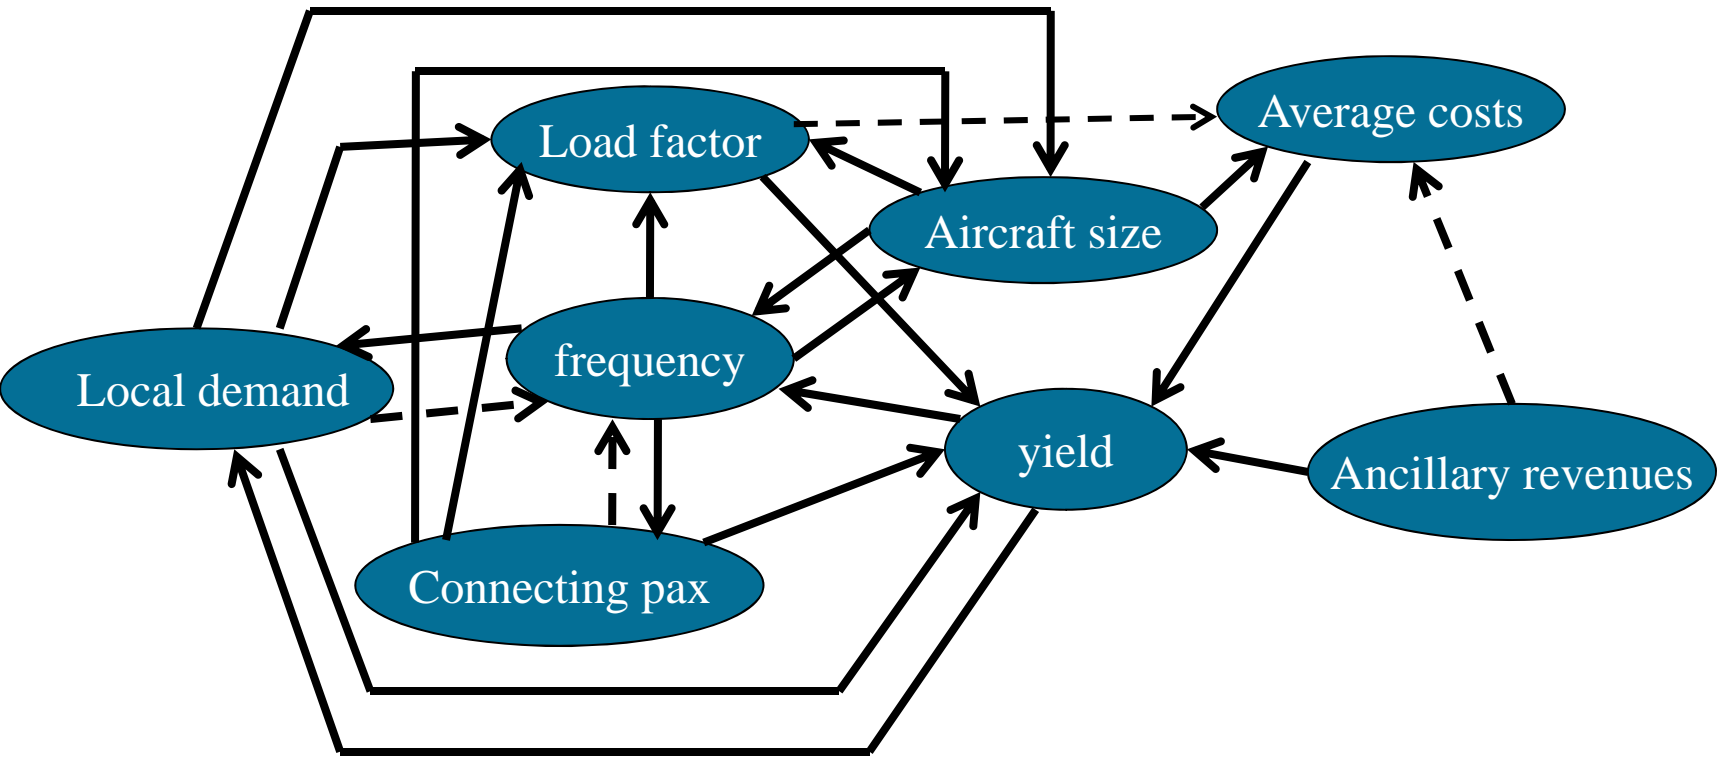 Average costs
Load factor
Aircraft size
frequency
Local demand
yield
Ancillary revenues
Connecting pax